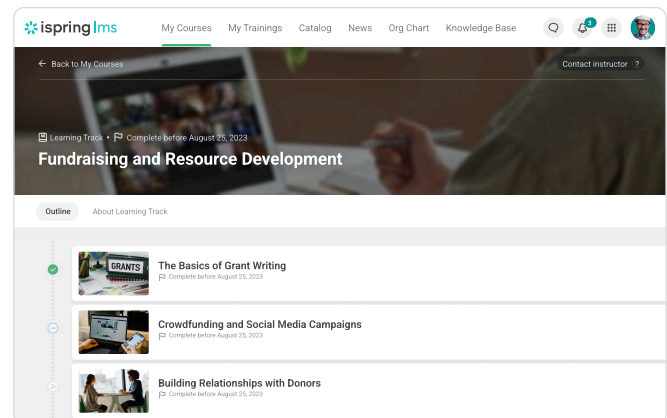 ispring lms
My Courses
My Trainings
Catalog
News
Org Chart
Knowledge Base
3
← Back to My Courses
Contact instructor ?
Learning Track • Complete before August 25, 2023
Fundraising and Resource Development
Outline
About Learning Track
GRANTS
The Basics of Grant Writing
Complete before August 25, 2023
Crowdfunding and Social Media Campaigns
Complete before August 25, 2023
Building Relationships with Donors
Complete before August 25, 2023